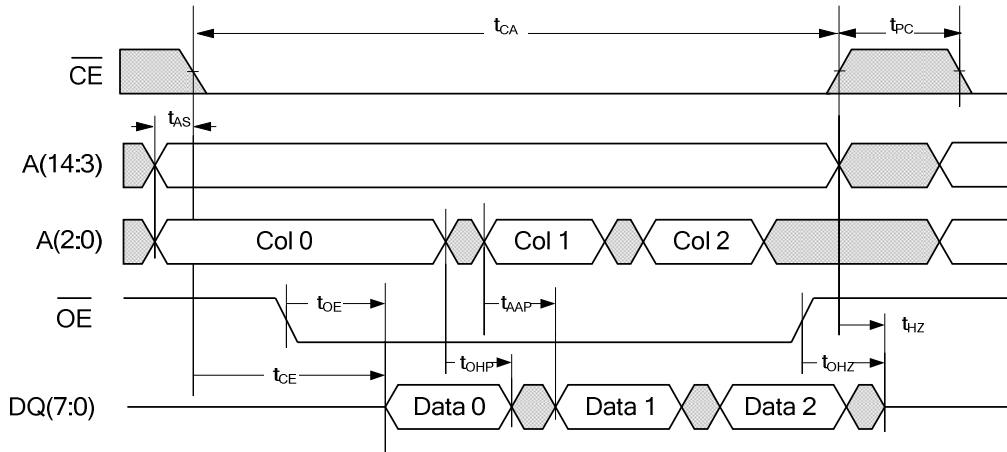 tCA
tPC
CE
tAS
A(14:3)
A(2:0)
Col 0
Col 1
Col 2
OE
tOE
tAAP
tHZ
tCE
tOHP
tOHZ
DQ(7:0)
Data 0
Data 1
Data 2